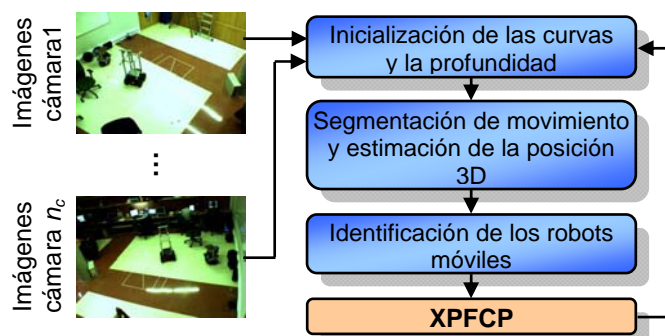 Imágenes
cámara1
...
Imágenes
cámara n_c
Inicialización de las curvas
y la profundidad
Segmentación de movimiento
y estimación de la posición
3D
Identificación de los robots
móviles
XPFCP